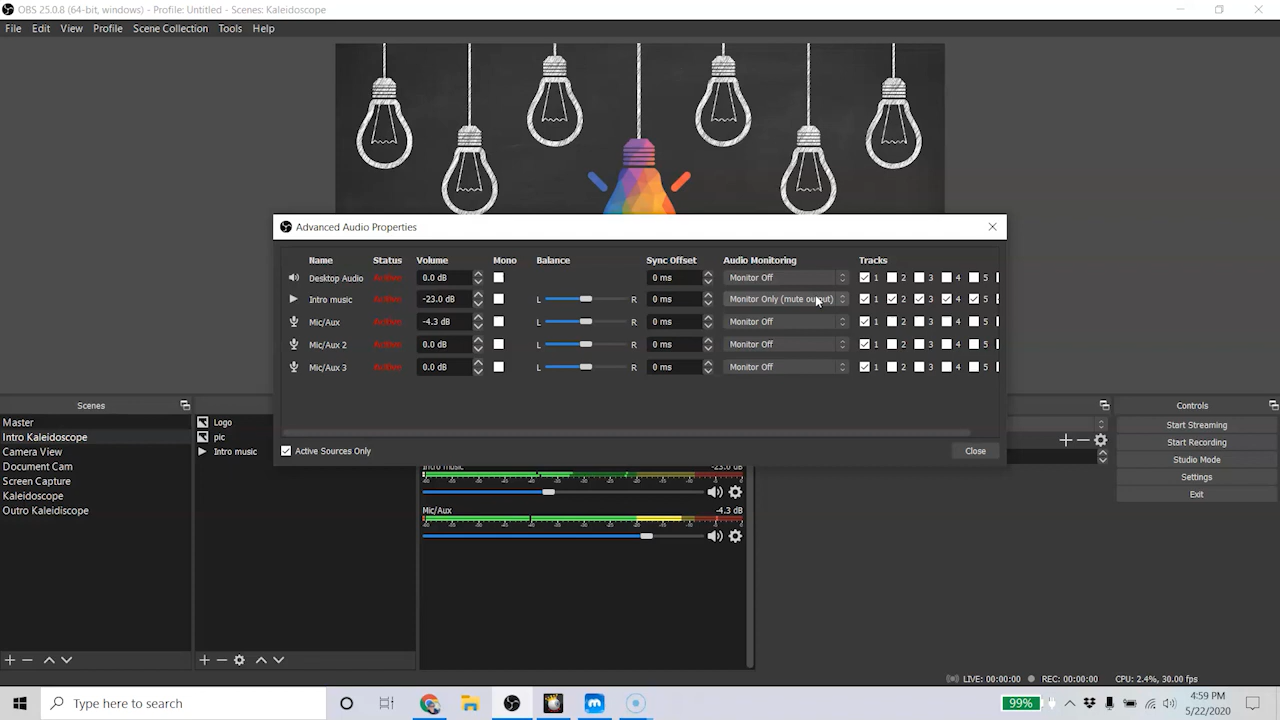 OBS 25.0.8 (64-bit, windows) - Profile: Untitled - Scenes: Kaleidoscope
File Edit View Profile Scene Collection Tools Help
Advanced Audio Properties
Name Status Volume Mono Balance Sync Offset Audio Monitoring Tracks
Desktop Audio Active 0.0 dB 0 ms Monitor Off 1 2 3 4 5
Intro music Active -23.0 dB L R 0 ms Monitor Only (mute output) 1 2 3 4 5
Mic/Aux Active -4.3 dB L R 0 ms Monitor Off 1 2 3 4 5
Mic/Aux 2 Active 0.0 dB L R 0 ms Monitor Off 1 2 3 4 5
Mic/Aux 3 Active 0.0 dB L R 0 ms Monitor Off 1 2 3 4 5
Active Sources Only Close
Scenes
Master
Intro Kaleidoscope
Camera View
Document Cam
Screen Capture
Kaleidoscope
Outro Kaleidiscope
Logo
pic
Intro music
Intro music -23.0 dB
Mic/Aux -4.3 dB
Controls
Start Streaming
Start Recording
Studio Mode
Settings
Exit
LIVE: 00:00:00 REC: 00:00:00 CPU: 2.4%, 30.00 fps
Type here to search
99%
4:59 PM
5/22/2020